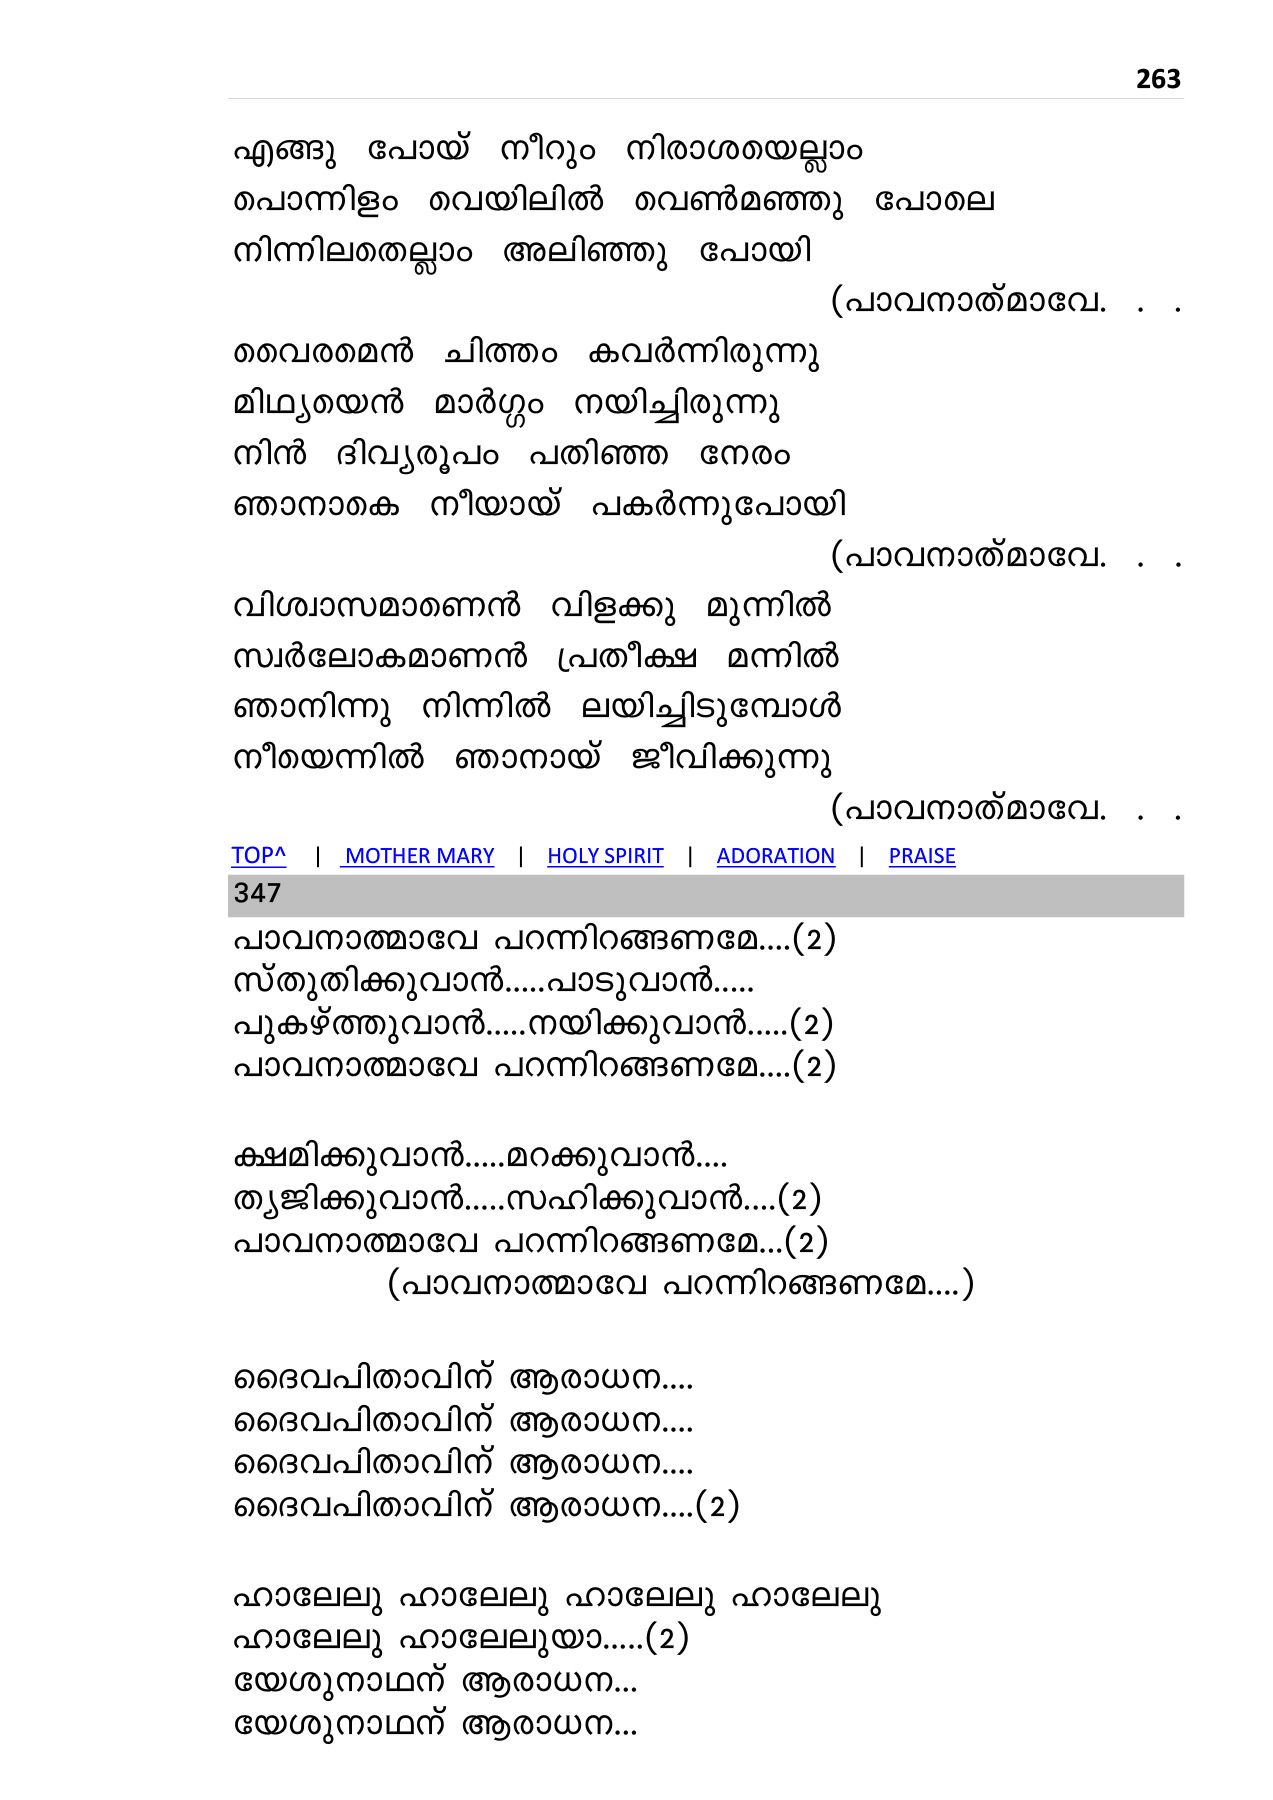 263
എങ്ങു പോയ് നീറും നിരാശയെല്ലാം
പൊന്നിളം വെയിലിൽ വെൺമഞ്ഞു പോലെ
നിന്നിലതെല്ലാം അലിഞ്ഞു പോയി
(പാവനാത്‌മാവേ. . .
വൈരമെൻ ചിത്തം കവർന്നിരുന്നു
മിഥ്യയെൻ മാർഗ്ഗം നയിച്ചിരുന്നു
നിൻ ദിവ്യരൂപം പതിഞ്ഞ നേരം
ഞാനാകെ നീയായ് പകർന്നുപോയി
(പാവനാത്‌മാവേ. . .
വിശ്വാസമാണെൻ വിളക്കു മുന്നിൽ
സ്വർലോകമാണൻ പ്രതീക്ഷ മന്നിൽ
ഞാനിന്നു നിന്നിൽ ലയിച്ചിടുമ്പോൾ
നീയെന്നിൽ ഞാനായ് ജീവിക്കുന്നു
(പാവനാത്‌മാവേ. . .
TOP^ | MOTHER MARY | HOLY SPIRIT | ADORATION | PRAISE
347
പാവനാത്മാവേ പറന്നിറങ്ങണമേ....(2)
സ്തുതിക്കുവാൻ.....പാടുവാൻ.....
പുകഴ്ത്തുവാൻ.....നയിക്കുവാൻ.....(2)
പാവനാത്മാവേ പറന്നിറങ്ങണമേ....(2)
ക്ഷമിക്കുവാൻ.....മറക്കുവാൻ....
ത്യജിക്കുവാൻ.....സഹിക്കുവാൻ....(2)
പാവനാത്മാവേ പറന്നിറങ്ങണമേ...(2)
(പാവനാത്മാവേ പറന്നിറങ്ങണമേ....)
ദൈവപിതാവിന് ആരാധന....
ദൈവപിതാവിന് ആരാധന....
ദൈവപിതാവിന് ആരാധന....
ദൈവപിതാവിന് ആരാധന....(2)
ഹാലേലു ഹാലേലു ഹാലേലു ഹാലേലു
ഹാലേലു ഹാലേലുയാ.....(2)
യേശുനാഥന് ആരാധന...
യേശുനാഥന് ആരാധന...